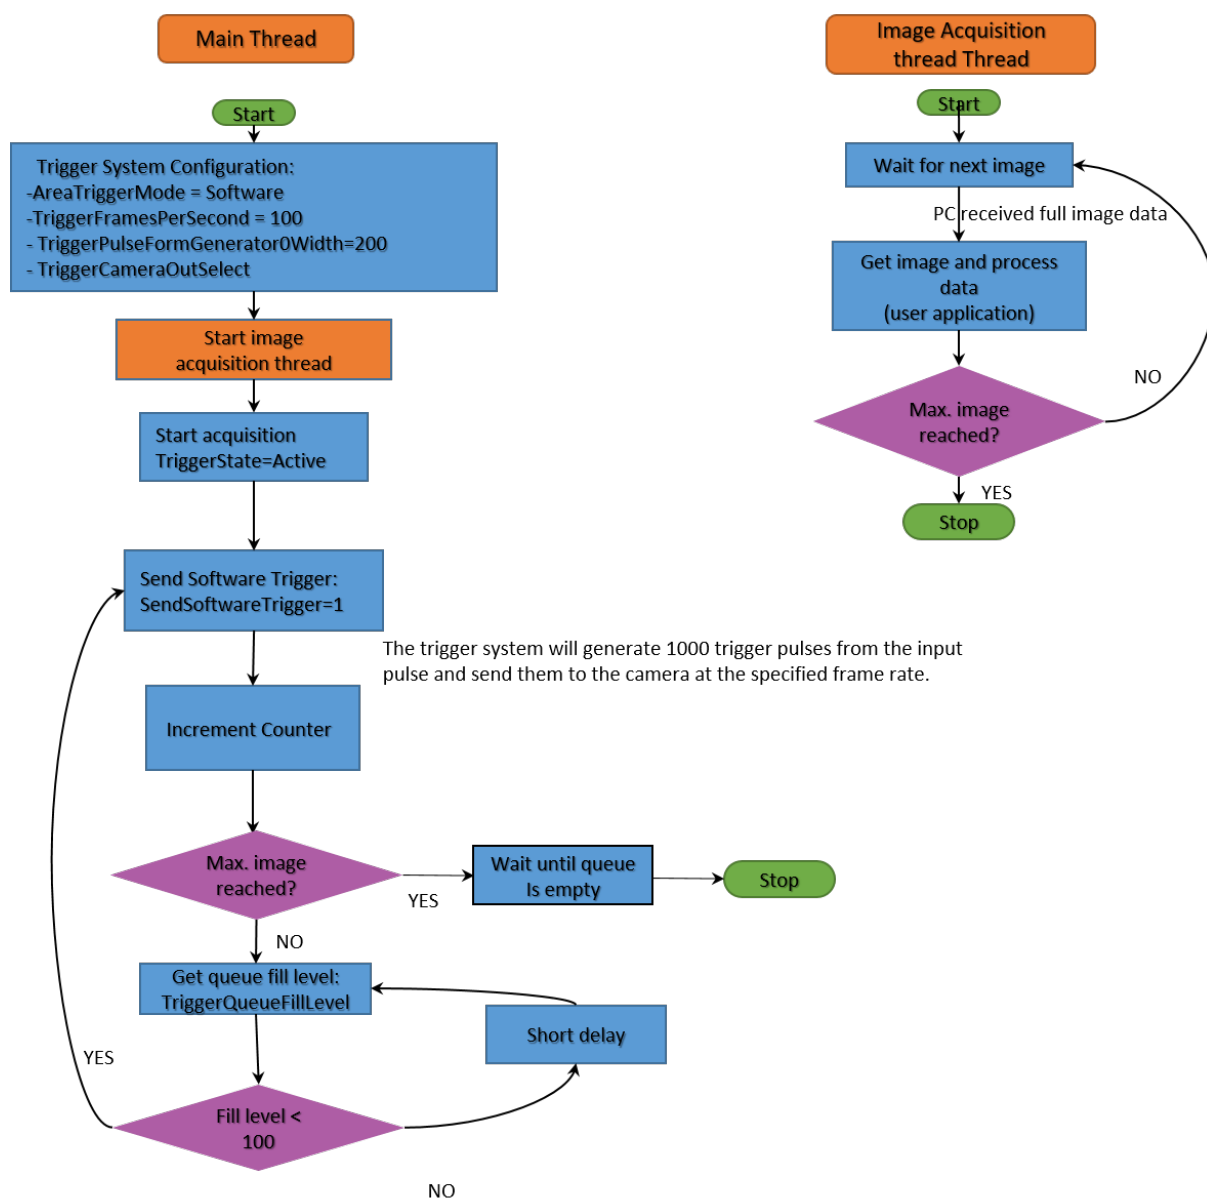 Main Thread
Start
Trigger System Configuration:
-AreaTriggerMode = Software
-TriggerFramesPerSecond = 100
- TriggerPulseFormGenerator0Width=200
- TriggerCameraOutSelect
Start image
acquisition thread
Start acquisition
TriggerState=Active
Send Software Trigger:
SendSoftwareTrigger=1
The trigger system will generate 1000 trigger pulses from the input
pulse and send them to the camera at the specified frame rate.
Increment Counter
Max. image
reached?
YES
Wait until queue
Is empty
Stop
NO
Get queue fill level:
TriggerQueueFillLevel
Short delay
YES
Fill level <
100
NO
Image Acquisition
thread Thread
Start
Wait for next image
PC received full image data
Get image and process
data
(user application)
NO
Max. image
reached?
YES
Stop